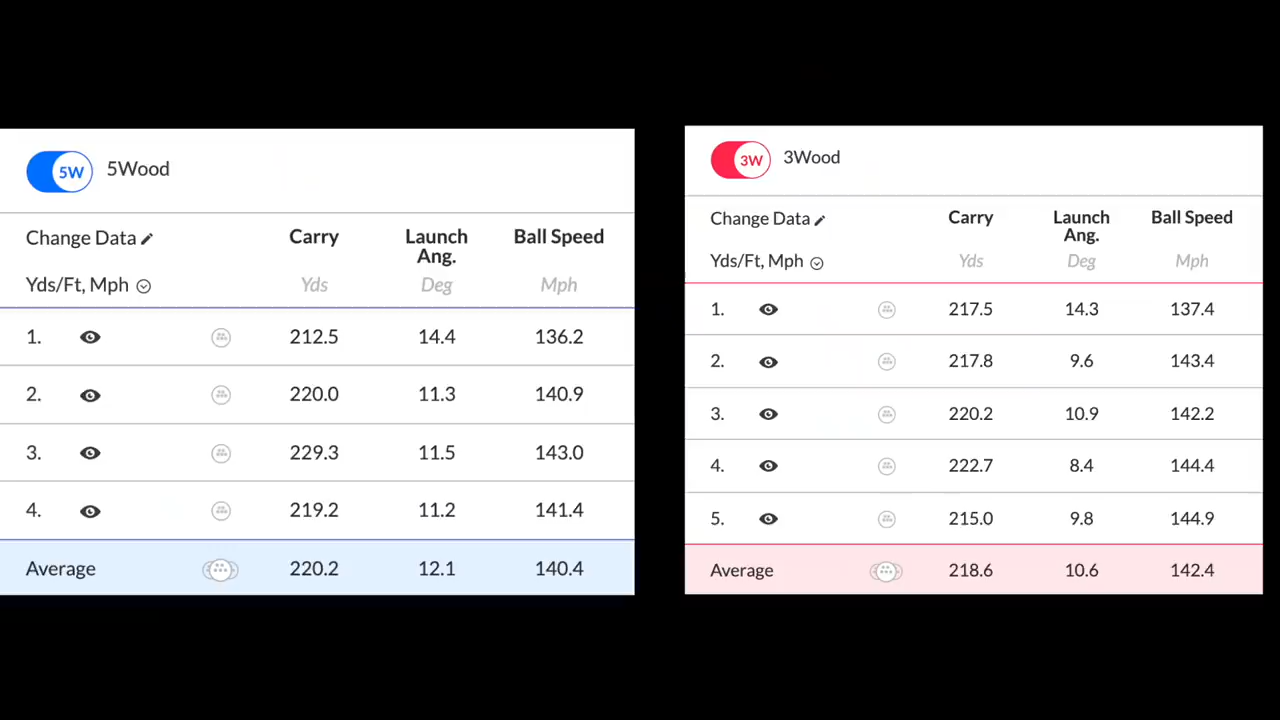 5W 5Wood
Change Data Carry Launch Ang. Ball Speed
Yds/Ft, Mph Yds Deg Mph
1. 212.5 14.4 136.2
2. 220.0 11.3 140.9
3. 229.3 11.5 143.0
4. 219.2 11.2 141.4
Average 220.2 12.1 140.4
3W 3Wood
Change Data Carry Launch Ang. Ball Speed
Yds/Ft, Mph Yds Deg Mph
1. 217.5 14.3 137.4
2. 217.8 9.6 143.4
3. 220.2 10.9 142.2
4. 222.7 8.4 144.4
5. 215.0 9.8 144.9
Average 218.6 10.6 142.4